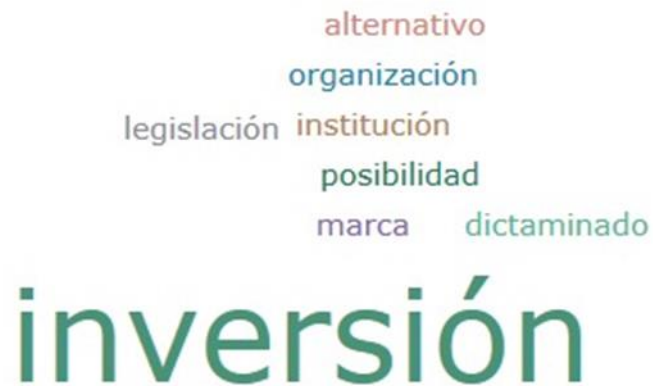 alternativo
organización
legislación institución
posibilidad
marca dictaminado
inversión